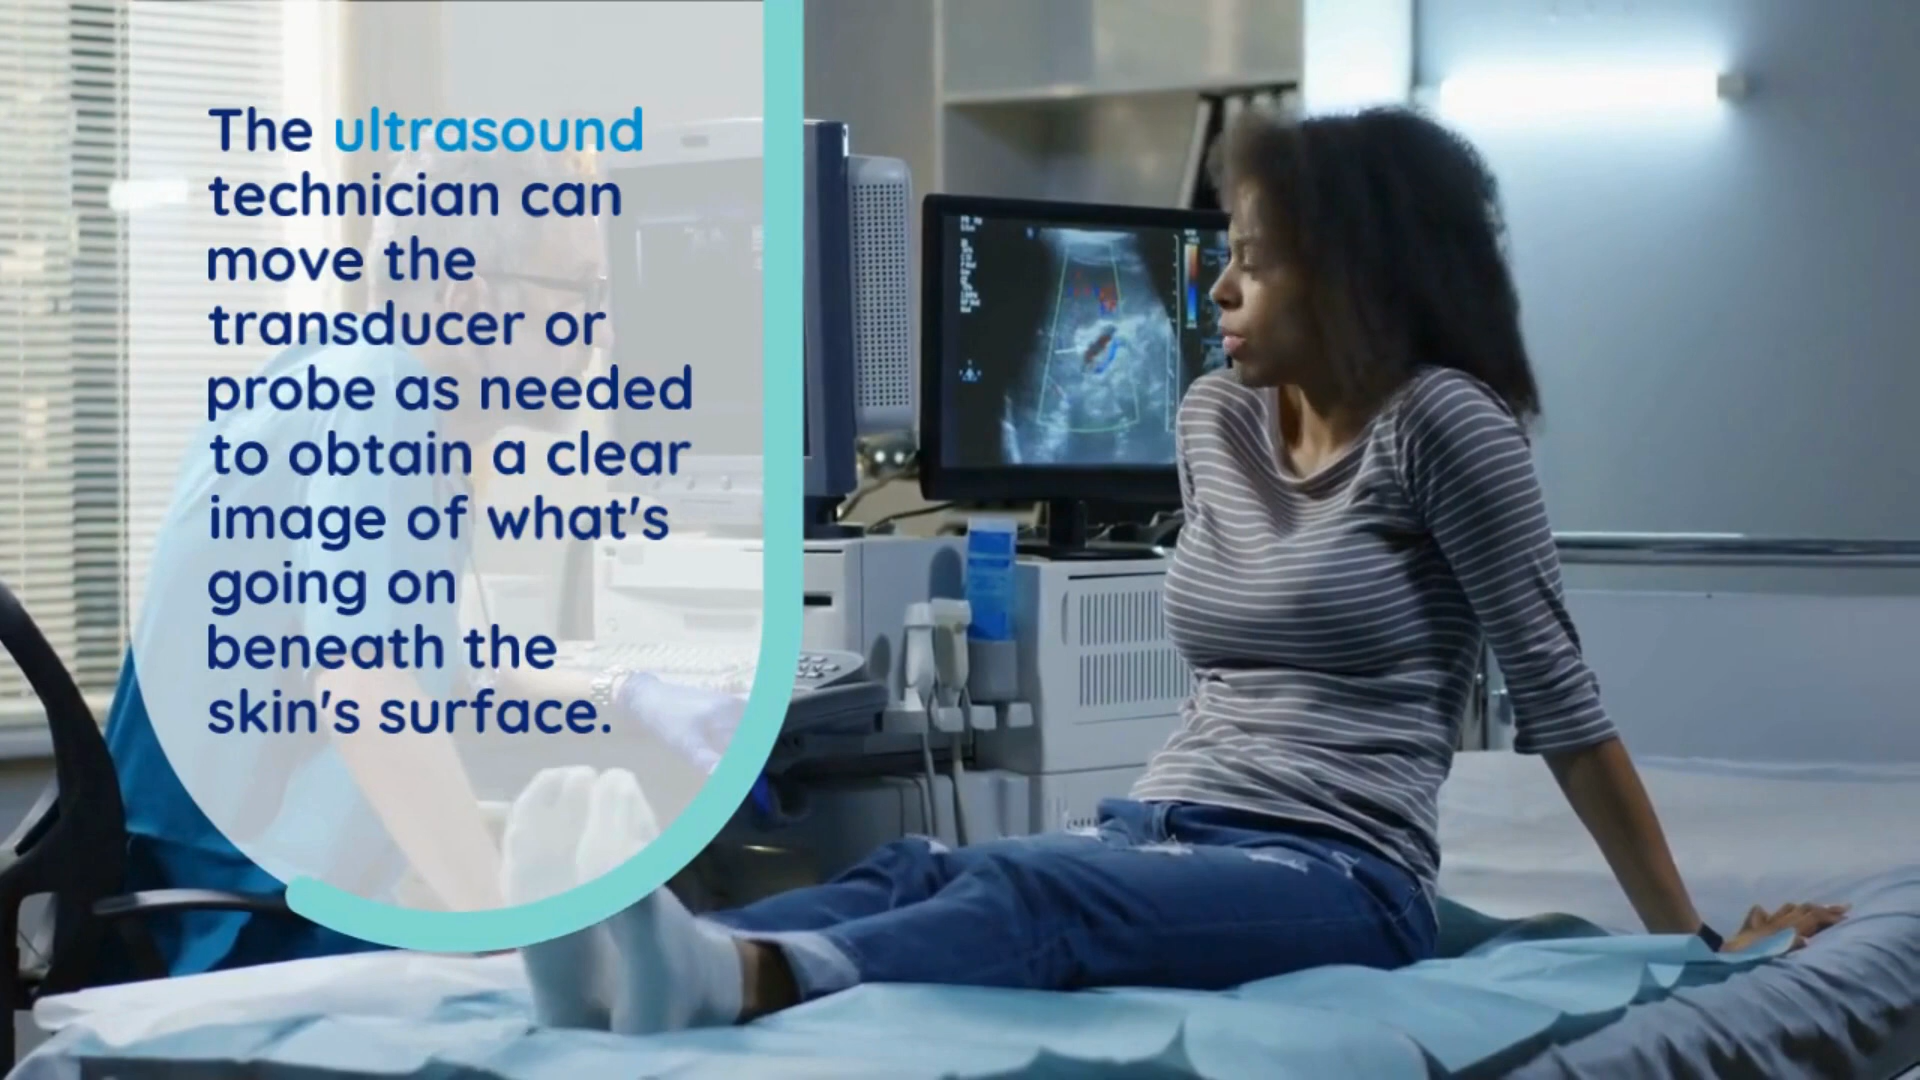 The ultrasound
technician can
move the
transducer or
probe as needed
to obtain a clear
image of what's
going on
beneath the
skin's surface.